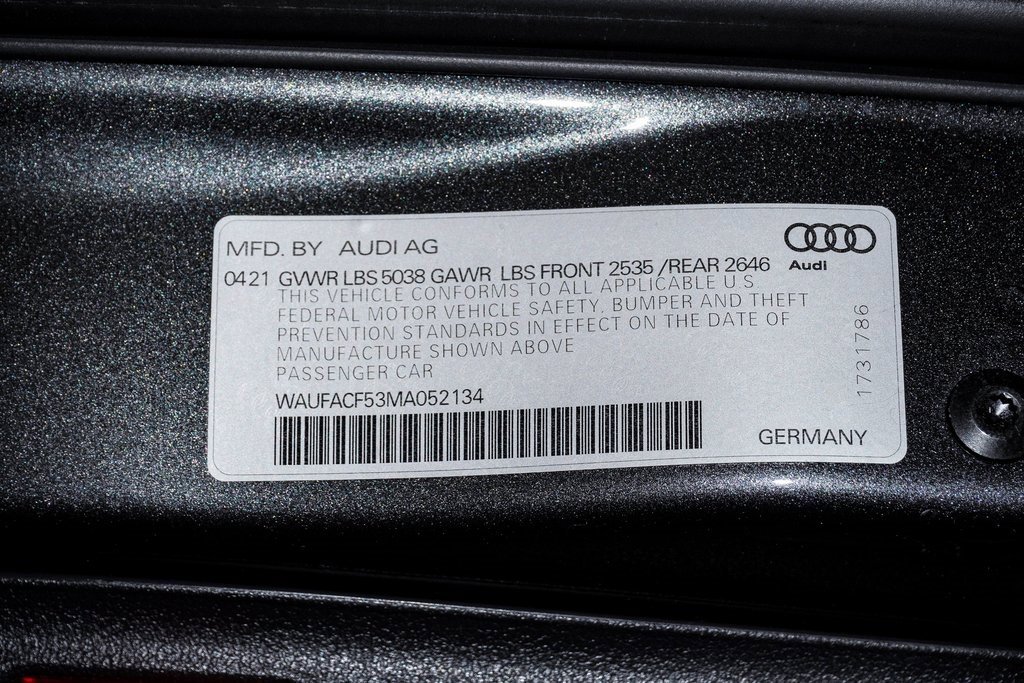 MFD. BY AUDI AG
Audi
04 21 GVWR LBS 5038 GAWR LBS FRONT 2535 /REAR 2646
THIS VEHICLE CONFORMS TO ALL APPLICABLE U.S
FEDERAL MOTOR VEHICLE SAFETY, BUMPER AND THEFT
PREVENTION STANDARDS IN EFFECT ON THE DATE OF
MANUFACTURE SHOWN ABOVE
PASSENGER CAR
WAUFACF53MA052134
GERMANY
1731786